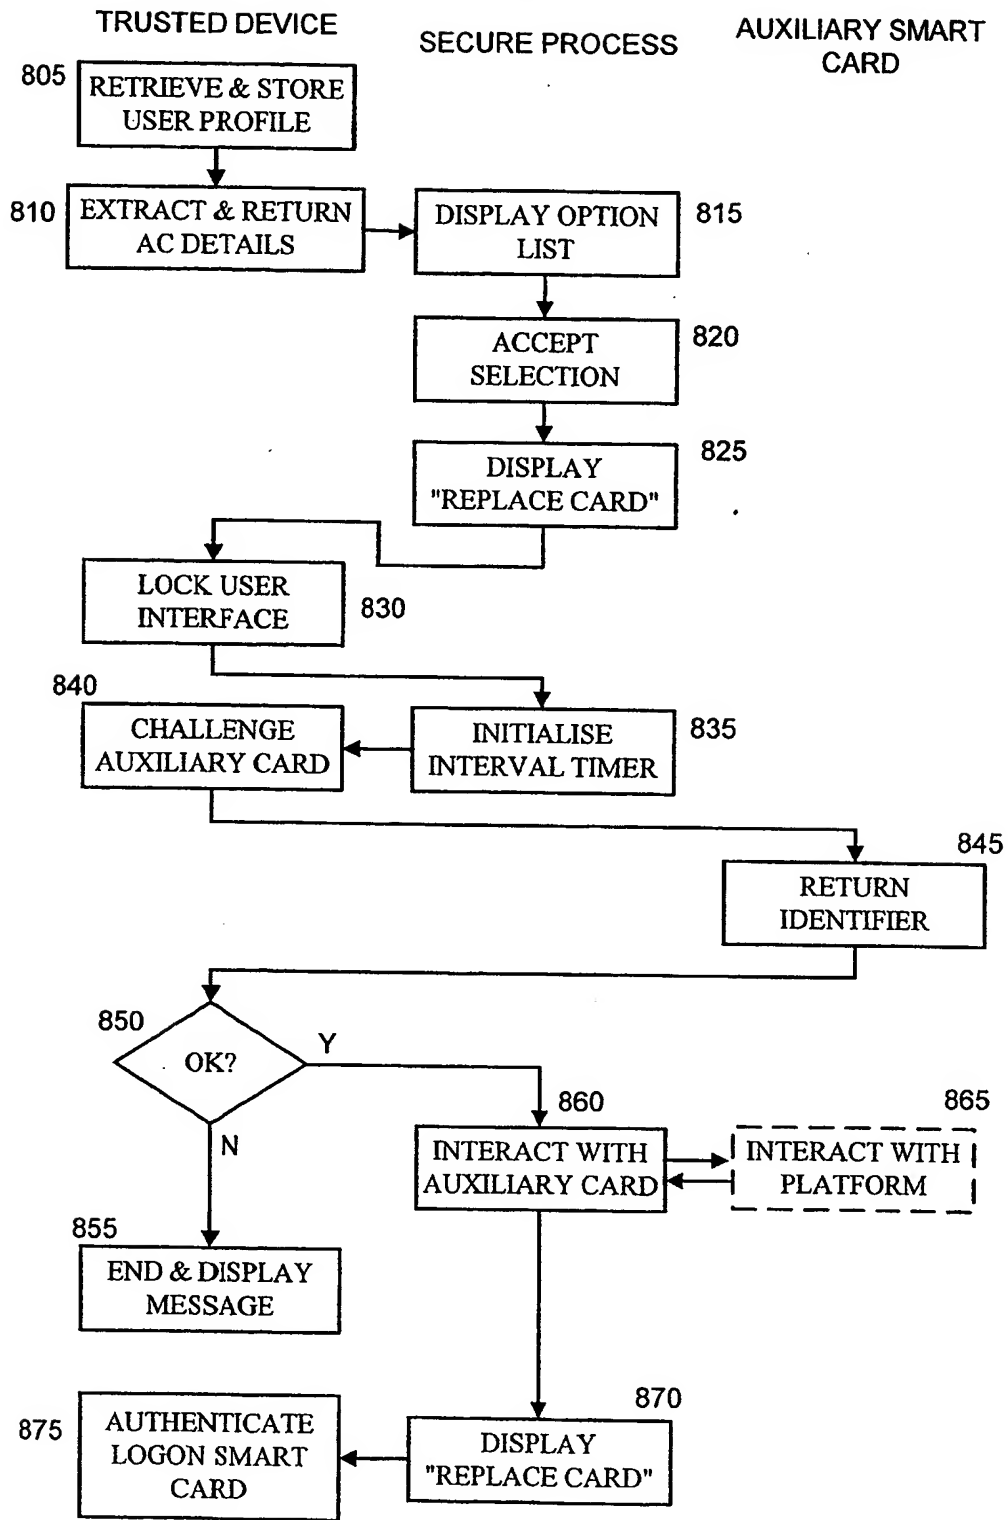 TRUSTED DEVICE
SECURE PROCESS
AUXILIARY SMART
CARD
805
RETRIEVE & STORE
USER PROFILE
810
EXTRACT & RETURN
AC DETAILS
DISPLAY OPTION
LIST
815
ACCEPT
SELECTION
820
DISPLAY
"REPLACE CARD"
825
LOCK USER
INTERFACE
830
840
CHALLENGE
AUXILIARY CARD
INITIALISE
INTERVAL TIMER
835
845
RETURN
IDENTIFIER
850
OK?
Y
N
860
INTERACT WITH
AUXILIARY CARD
865
INTERACT WITH
PLATFORM
855
END & DISPLAY
MESSAGE
870
DISPLAY
"REPLACE CARD"
875
AUTHENTICATE
LOGON SMART
CARD